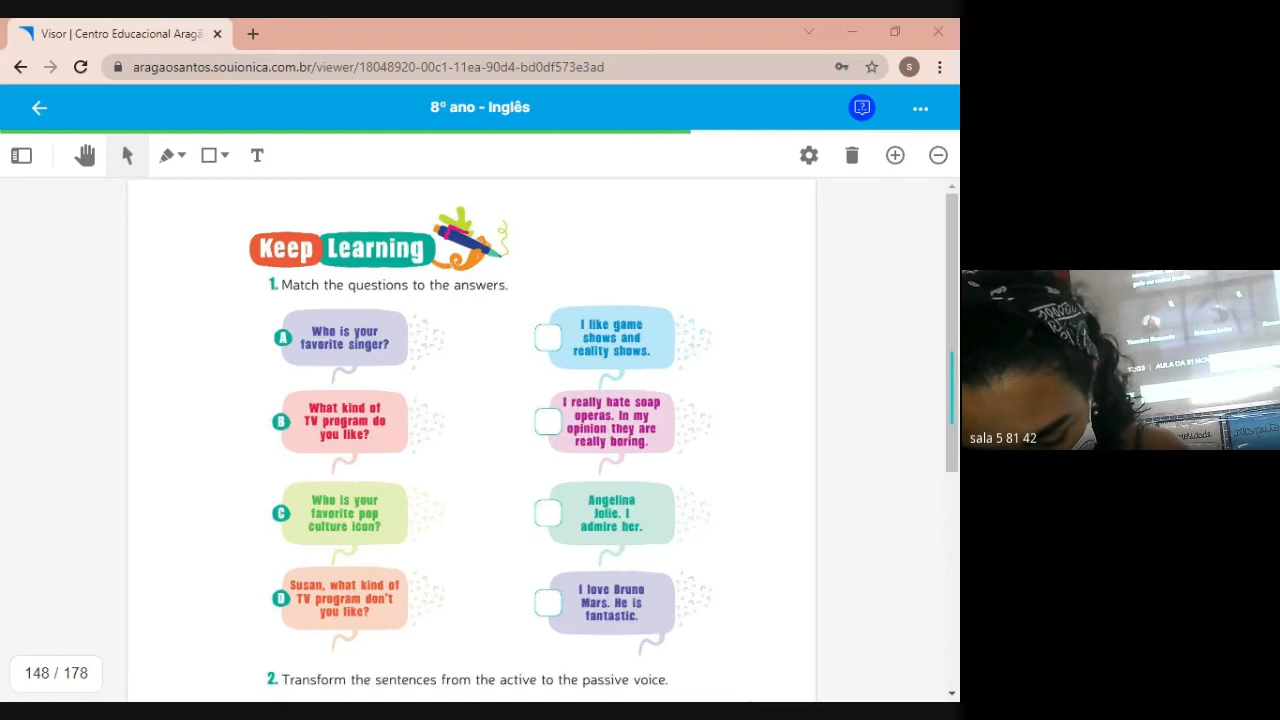 Visor | Centro Educacional Aragã
aragaosantos.souionica.com.br/viewer/18048920-00c1-11ea-90d4-bd0df573e3ad
s
8º ano - Inglês
T
Keep Learning
1. Match the questions to the answers.
A Who is your
favorite singer?
I like game
shows and
reality shows.
B What kind of
TV program do
you like?
I really hate soap
operas. In my
opinion they are
really boring.
C Who is your
favorite pop
culture icon?
Angelina
Jolie. I
admire her.
D Susan, what kind of
TV program don't
you like?
I love Bruno
Mars. He is
fantastic.
2. Transform the sentences from the active to the passive voice.
148 / 178
AULA DA 81 NO
sala 5 81 42